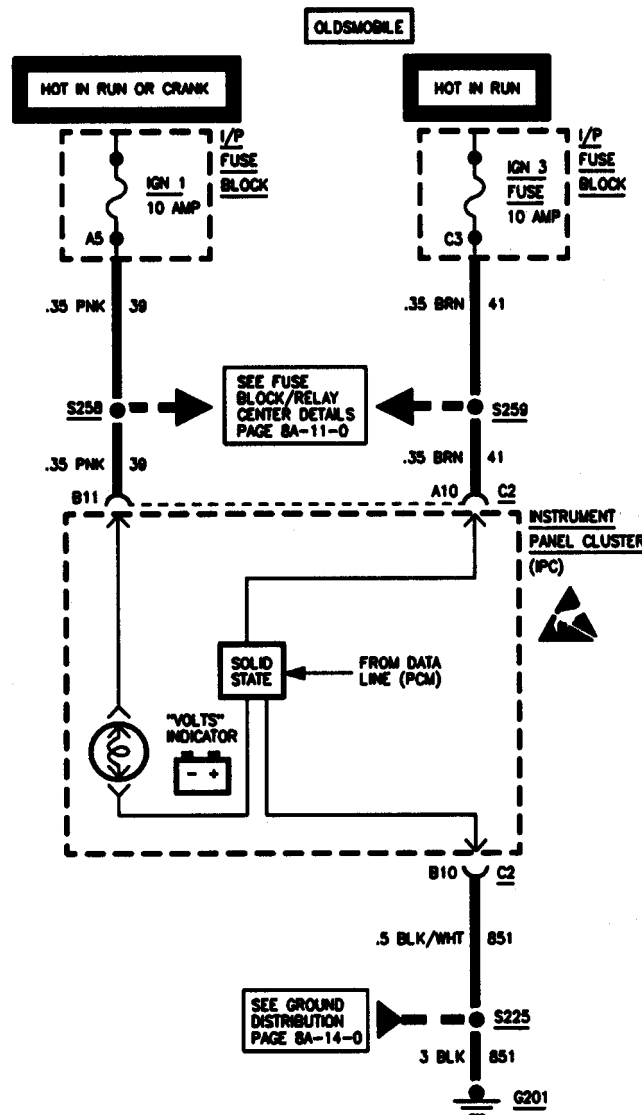 OLDSMOBILE
HOT IN RUN OR CRANK
HOT IN RUN
I/P
FUSE
BLOCK
IGN 1
10 AMP
A5
I/P
FUSE
BLOCK
IGN 3
FUSE
10 AMP
C3
.35 PNK 39
.35 BRN 41
S258
SEE FUSE
BLOCK/RELAY
CENTER DETAILS
PAGE 8A-11-0
S259
.35 PNK 39
.35 BRN 41
B11
A10 C2
INSTRUMENT
PANEL CLUSTER
(IPC)
SOLID
STATE
FROM DATA
LINE (PCM)
"VOLTS"
INDICATOR
- +
B10 C2
.5 BLK/WHT 851
SEE GROUND
DISTRIBUTION
PAGE 8A-14-0
S225
3 BLK 851
G201